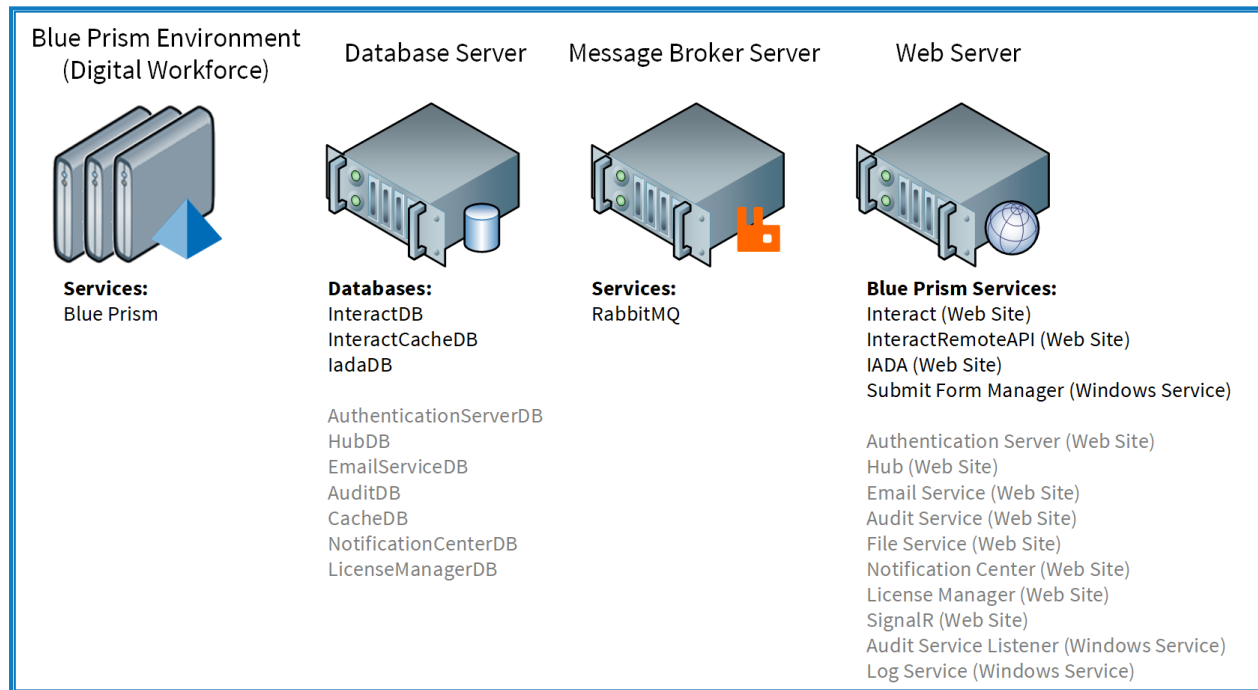 Blue Prism Environment
(Digital Workforce)
Database Server
Message Broker Server
Web Server
Services:
Blue Prism
Databases:
InteractDB
InteractCacheDB
IadaDB
AuthenticationServerDB
HubDB
EmailServiceDB
AuditDB
CacheDB
NotificationCenterDB
LicenseManagerDB
Services:
RabbitMQ
Blue Prism Services:
Interact (Web Site)
InteractRemoteAPI (Web Site)
IADA (Web Site)
Submit Form Manager (Windows Service)
Authentication Server (Web Site)
Hub (Web Site)
Email Service (Web Site)
Audit Service (Web Site)
File Service (Web Site)
Notification Center (Web Site)
License Manager (Web Site)
SignalR (Web Site)
Audit Service Listener (Windows Service)
Log Service (Windows Service)